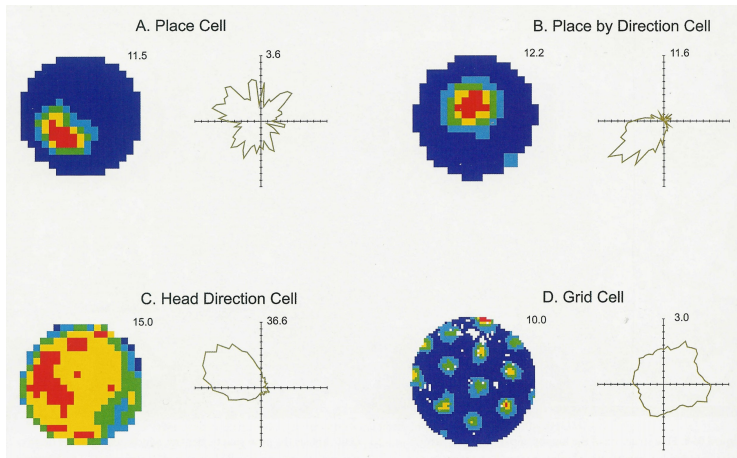 A. Place Cell
11.5
3.6
B. Place by Direction Cell
12.2
11.6
C. Head Direction Cell
15.0
36.6
D. Grid Cell
10.0
3.0